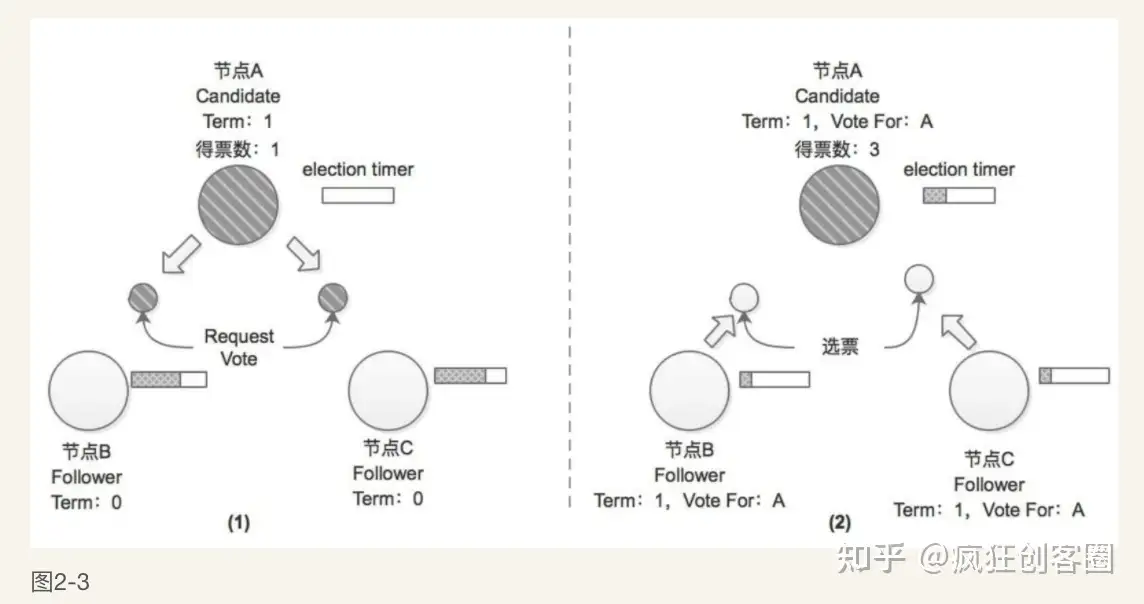 节点A
Candidate
Term：1
得票数：1
election timer
Request
Vote
节点B
Follower
Term：0
节点C
Follower
Term：0
(1)
节点A
Candidate
Term：1，Vote For：A
得票数：3
election timer
选票
节点B
Follower
Term：1，Vote For：A
节点C
Follower
Term：1，Vote For：A
(2)
知乎 @疯狂创客圈
图2-3